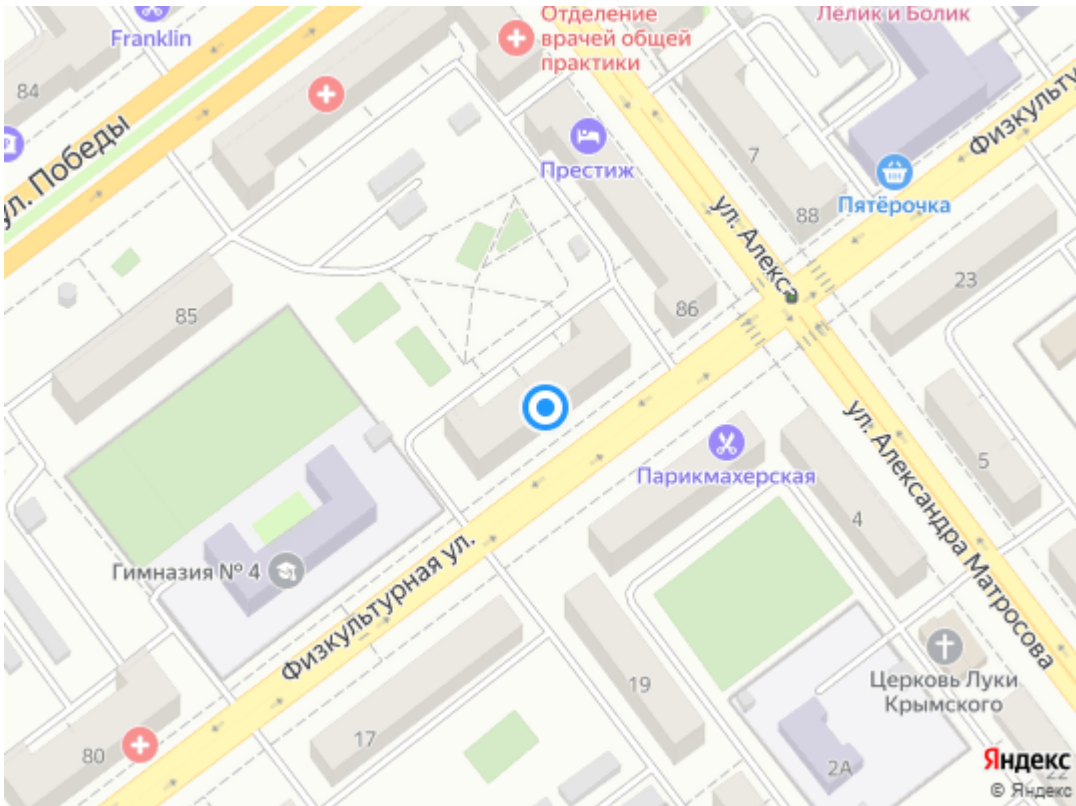 Franklin
Отделение
врачей общей
практики
Лёлик и Болик
84
ул. Победы
Престиж
7
Физкульту
Пятёрочка
88
ул. Алекса
23
85
86
ул. Александра Матросова
5
Парикмахерская
4
Гимназия № 4
Физкультурная ул.
Церковь Луки
Крымского
19
17
80
2А
22
Яндекс
© Яндекс